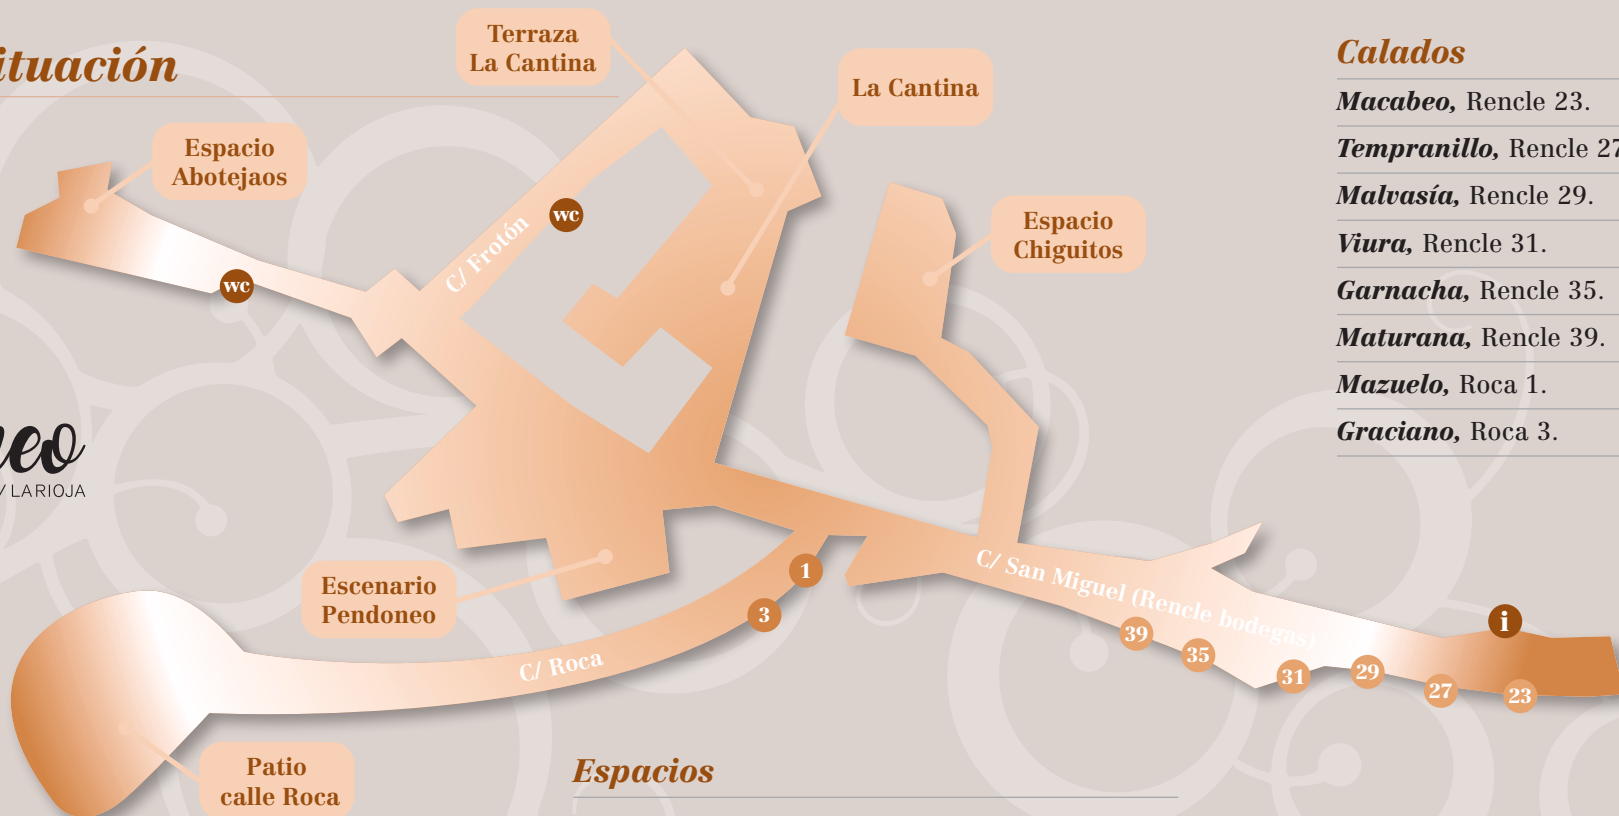 ituación
Terraza
La Cantina
La Cantina
Espacio
Abotejaos
Espacio
Chiguitos
wc
wc
C/ Frotón
eo
/ LA RIOJA
Escenario
Pendoneo
1
3
C/ Roca
C/ San Miguel (Rencle bodegas)
39
35
31
29
27
23
i
Patio
calle Roca
Espacios
Calados
Macabeo, Rencle 23.
Tempranillo, Rencle 27
Malvasía, Rencle 29.
Viura, Rencle 31.
Garnacha, Rencle 35.
Maturana, Rencle 39.
Mazuelo, Roca 1.
Graciano, Roca 3.